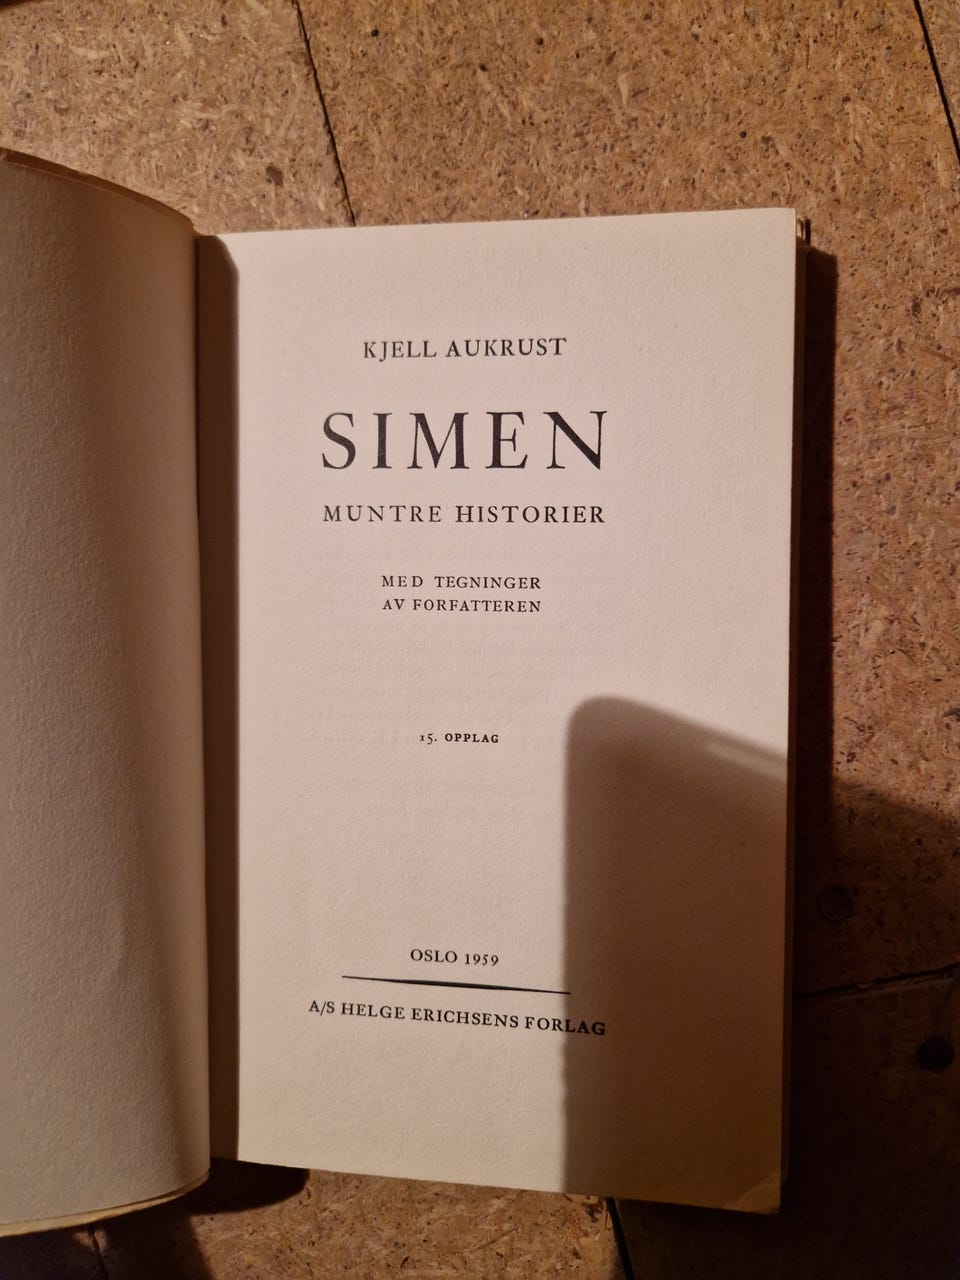 KJELL AUKRUST
SIMEN
MUNTRE HISTORIER
MED TEGNINGER
AV FORFATTEREN
15. OPPLAG
OSLO 1959
A/S HELGE ERICHSENS FORLAG